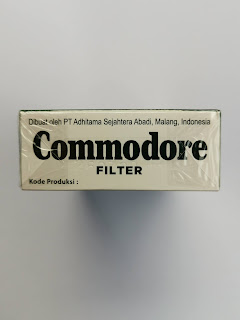 Dibuat oleh PT Adhitama Sejahtera Abadi, Malang, Indonesia
Commodore
FILTER
Kode Produksi :